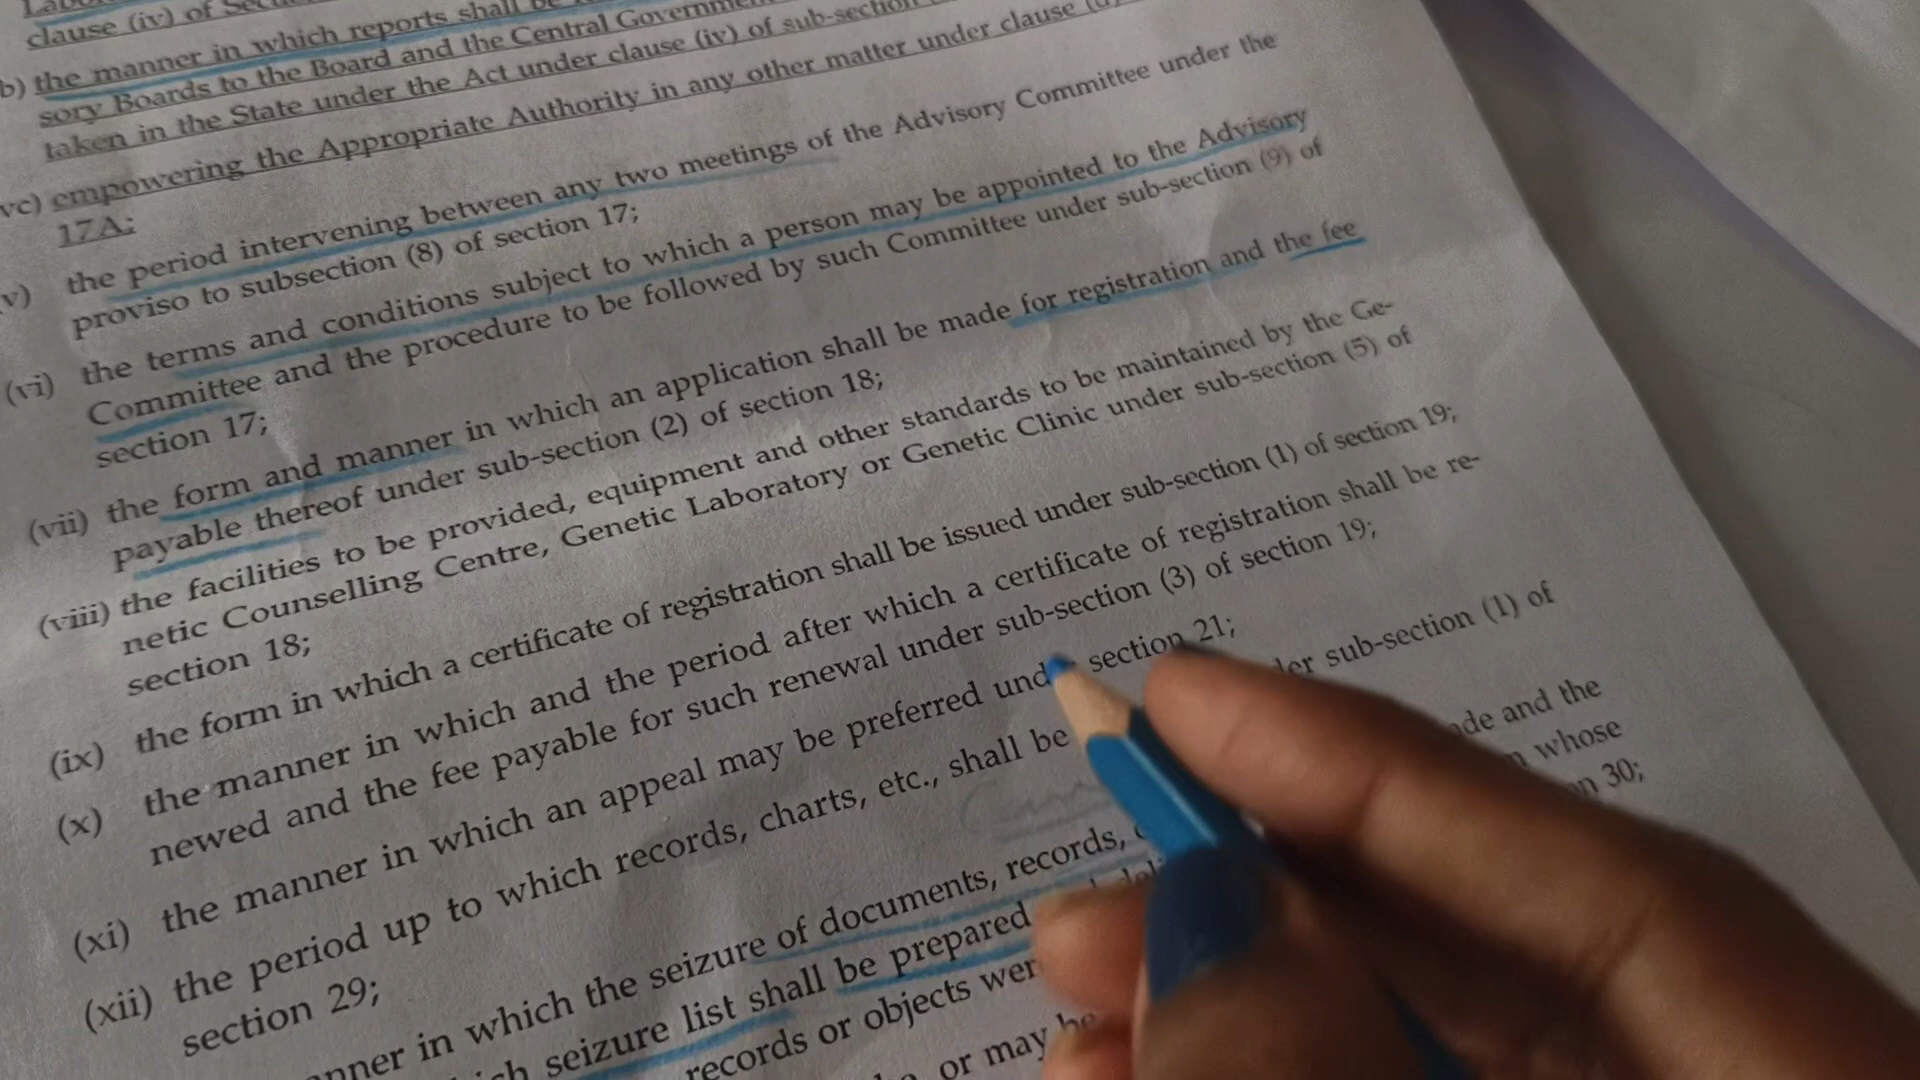 clause (iv) of
b) the manner in which reports shall be
sory Boards to the Board and the Central
taken in the State under the Act under clause (iv) of sub-section
vc) empowering the Appropriate Authority in any other matter under clause
17A;
v) the period intervening between any two meetings of the Advisory Committee under the
proviso to subsection (8) of section 17;
(vi) the terms and conditions subject to which a person may be appointed to the Advisory
Committee and the procedure to be followed by such Committee under sub-section (9) of
section 17;
(vii) the form and manner in which an application shall be made for registration and the fee
payable thereof under sub-section (2) of section 18;
(viii) the facilities to be provided, equipment and other standards to be maintained by the Ge-
netic Counselling Centre, Genetic Laboratory or Genetic Clinic under sub-section (5) of
section 18;
(ix) the form in which a certificate of registration shall be issued under sub-section (1) of section 19;
(x) the manner in which and the period after which a certificate of registration shall be re-
newed and the fee payable for such renewal under sub-section (3) of section 19;
(xi) the manner in which an appeal may be preferred section 21;
(xii) the period up to which records, charts, etc., shall be sub-section (1) of
section 29;
in which the seizure of documents, records, and the
seizure list shall be prepared whose
records or objects 30;
or may be